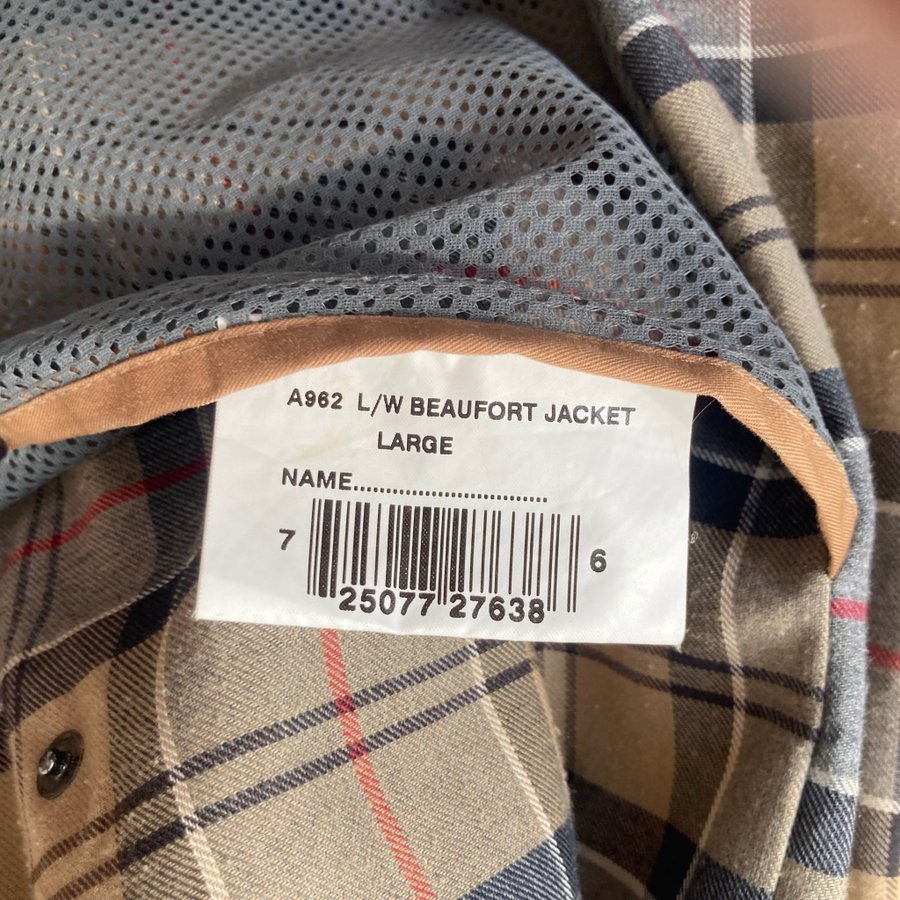 A962 L/W BEAUFORT JACKET
LARGE
NAME..............................
7 25077 27638 6